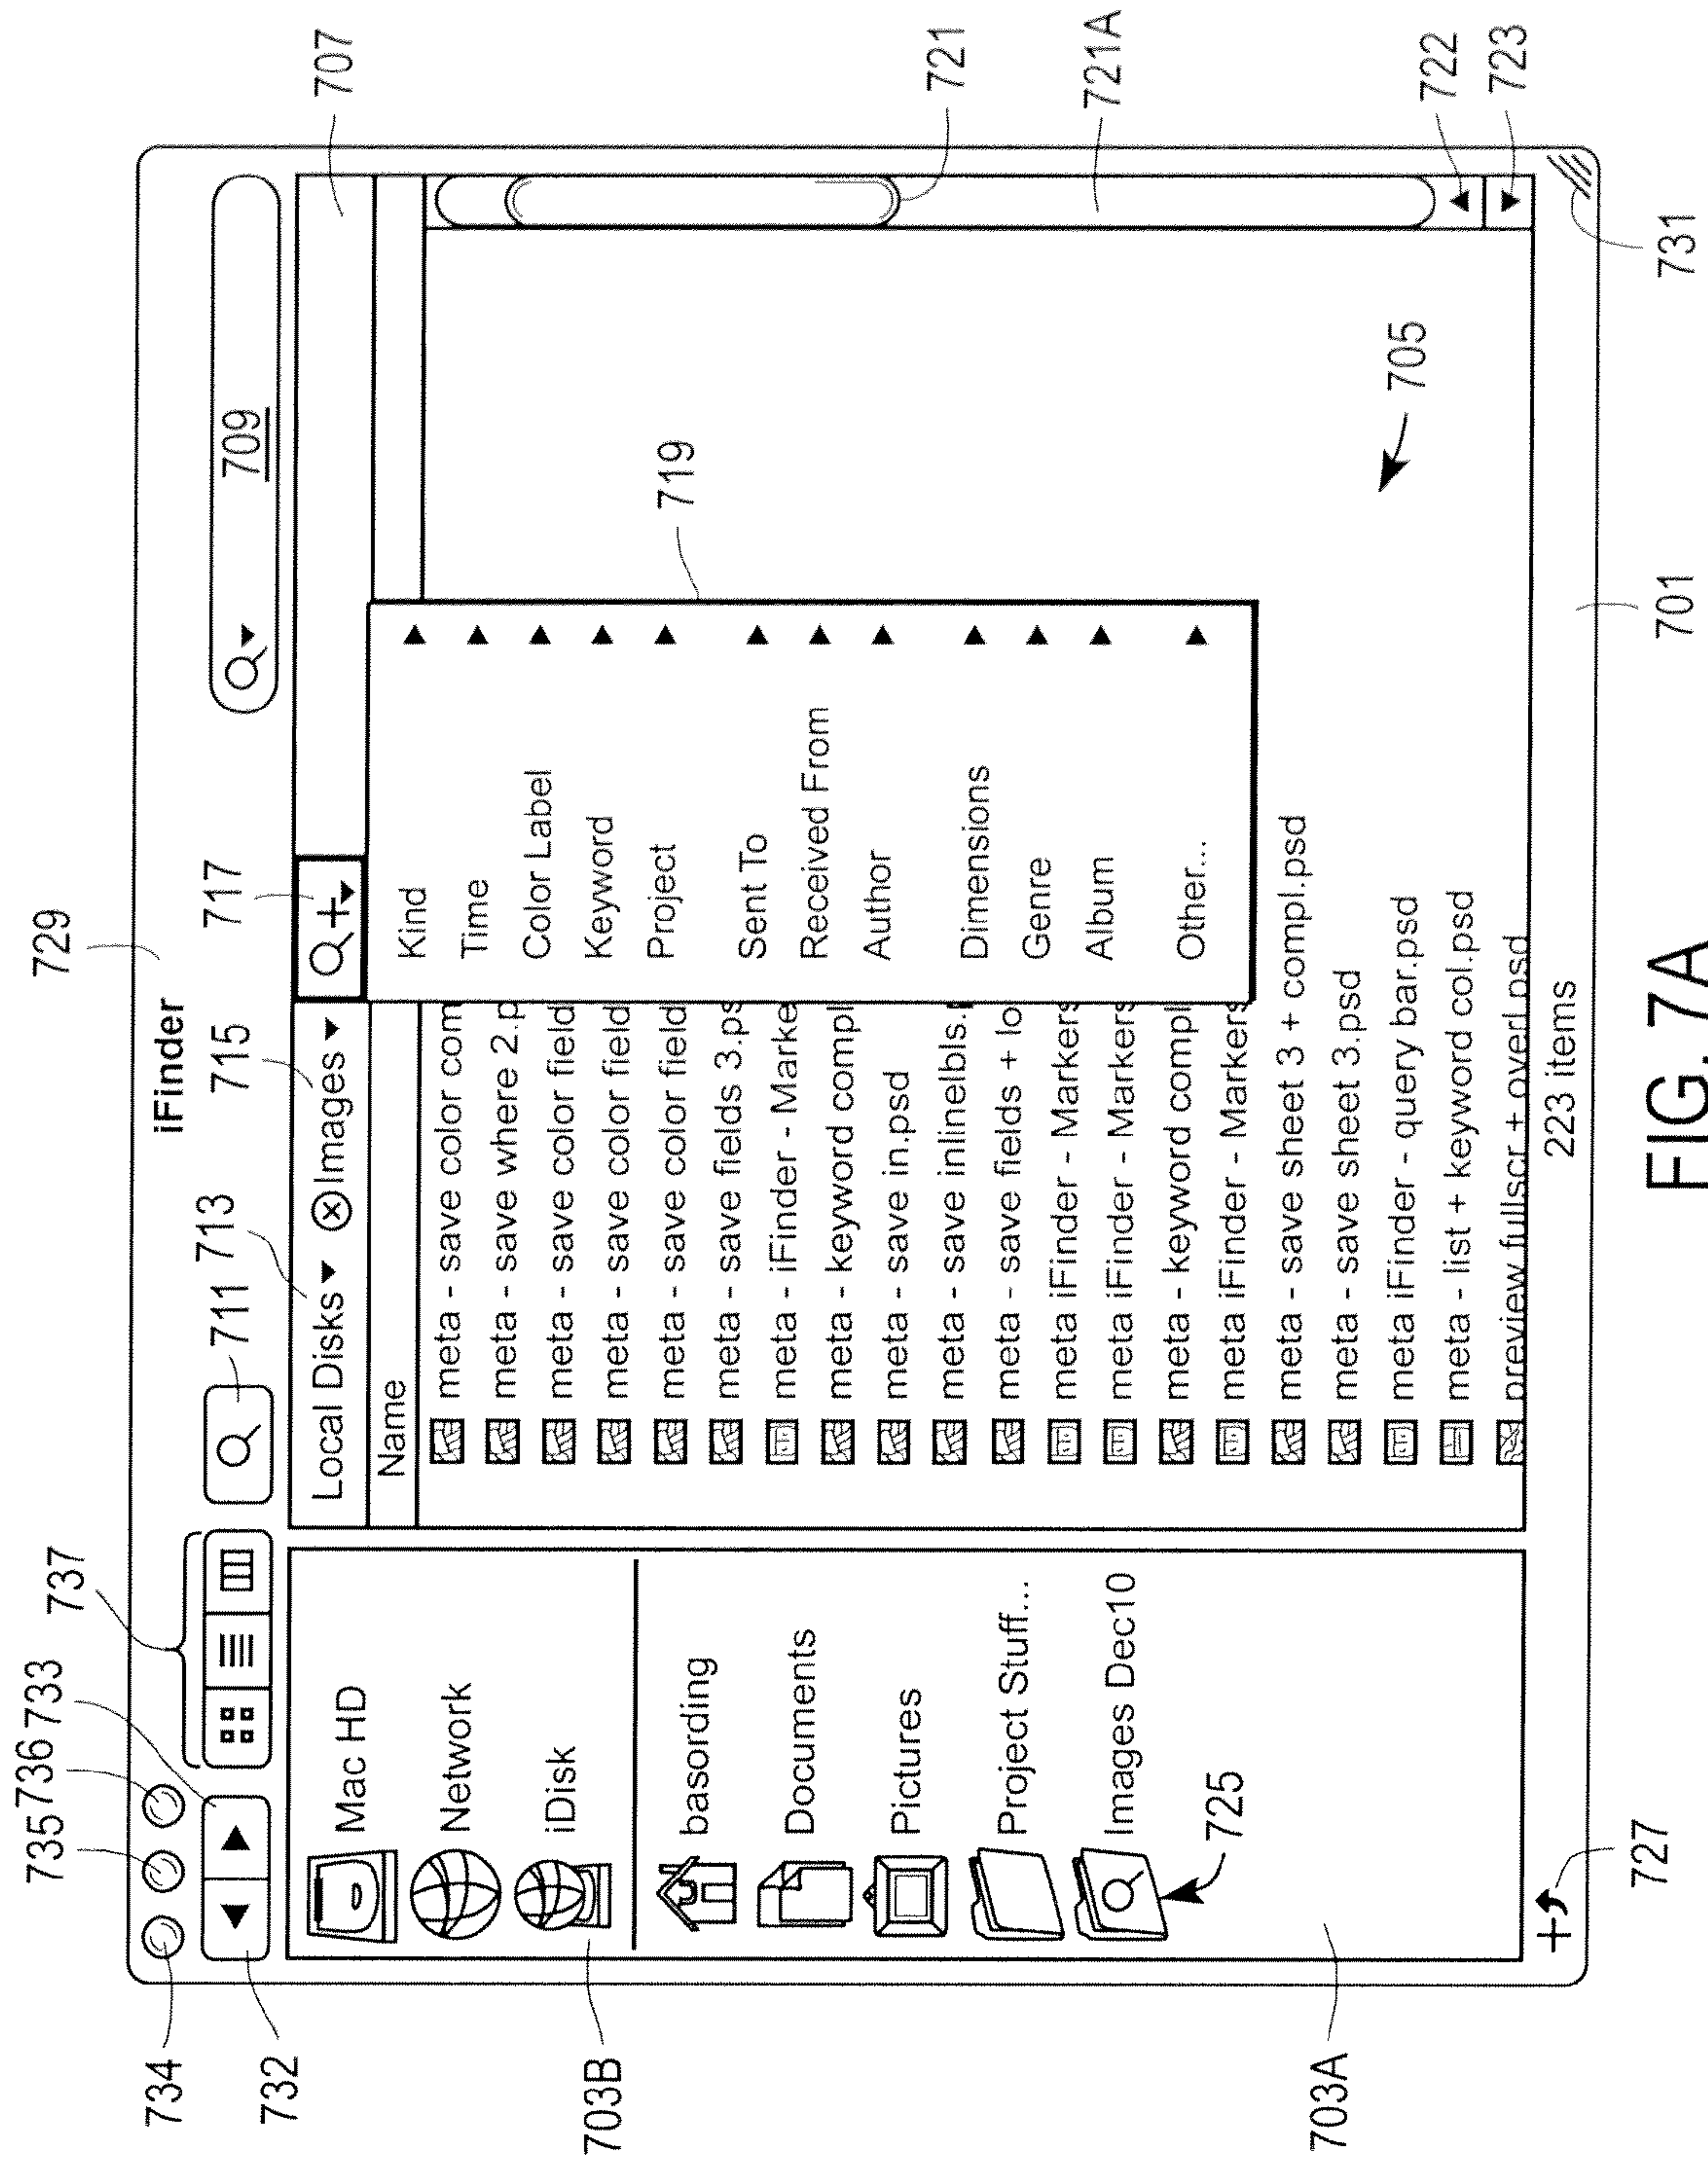 729
iFinder
734
735
736
733
737
732
711
713
715
717
709
707
Local Disks
Images
Name
Mac HD
Network
iDisk
basording
Documents
Pictures
Project Stuff...
Images Dec10
725
703B
703A
727
meta - save color com
meta - save where 2.p
meta - save color field
meta - save color field
meta - save color field
meta - save fields 3.ps
meta - iFinder - Marke
meta - keyword compl
meta - save in.psd
meta - save inlinelbls.
meta - save fields + lo
meta iFinder - Markers
meta iFinder - Markers
meta - keyword compl
meta iFinder - Markers
meta - save sheet 3 + compl.psd
meta - save sheet 3.psd
meta iFinder - query bar.psd
meta - list + keyword col.psd
preview fullscr + overl.psd
Kind
Time
Color Label
Keyword
Project
Sent To
Received From
Author
Dimensions
Genre
Album
Other...
719
721
721A
722
723
705
223 items
701
731
FIG. 7A